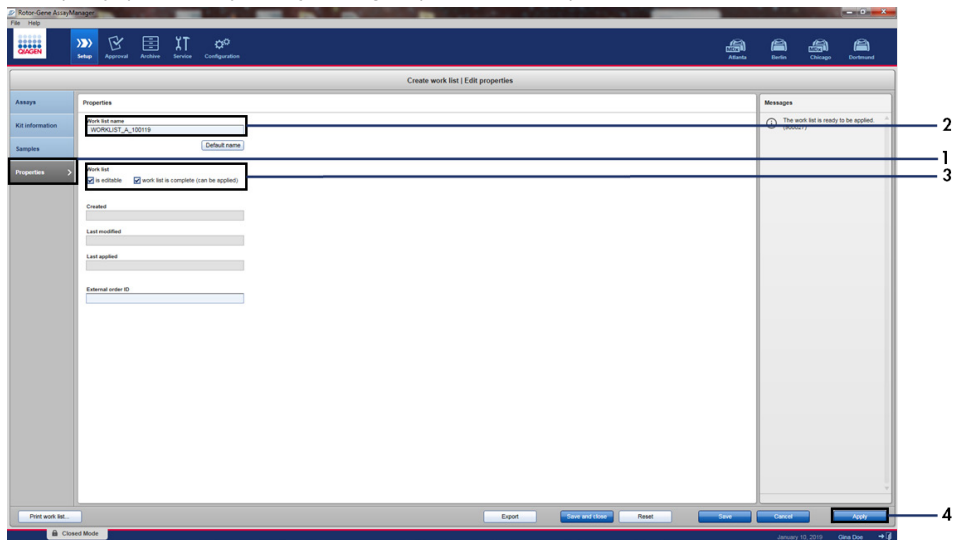 Rotor-Gene AssayManager
File Help
QIAGEN
Setup Approval Archive Service Configuration
Atlanta Berlin Chicago Dortmund
Create work list | Edit properties
Assays
Kit information
Samples
Properties >
Properties
Work list name
WORKLIST_A_100119
Default name
Work list
is editable work list is complete (can be applied)
Created
Last modified
Last applied
External order ID
Messages
The work list is ready to be applied.
(900027)
2
1
3
4
Print work list...
Export Save and close Reset Save Cancel Apply
Closed Mode
January 10, 2019 Gina Doe